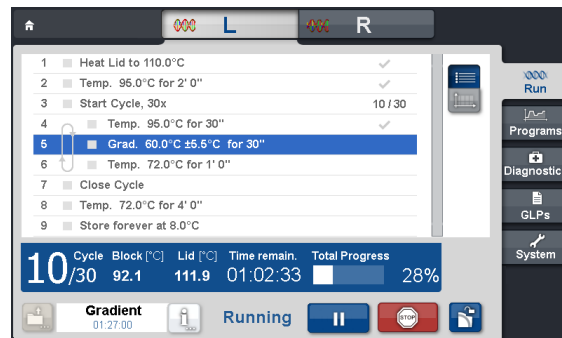 L
R
1 Heat Lid to 110.0°C
2 Temp. 95.0°C for 2' 0"
3 Start Cycle, 30x 10 / 30
4 Temp. 95.0°C for 30"
5 Grad. 60.0°C ±5.5°C for 30"
6 Temp. 72.0°C for 1' 0"
7 Close Cycle
8 Temp. 72.0°C for 4' 0"
9 Store forever at 8.0°C
Run
Programs
Diagnostic
GLPs
System
Cycle Block [°C] Lid [°C] Time remain. Total Progress
10/30 92.1 111.9 01:02:33 28%
Gradient
01:27:00
Running
STOP